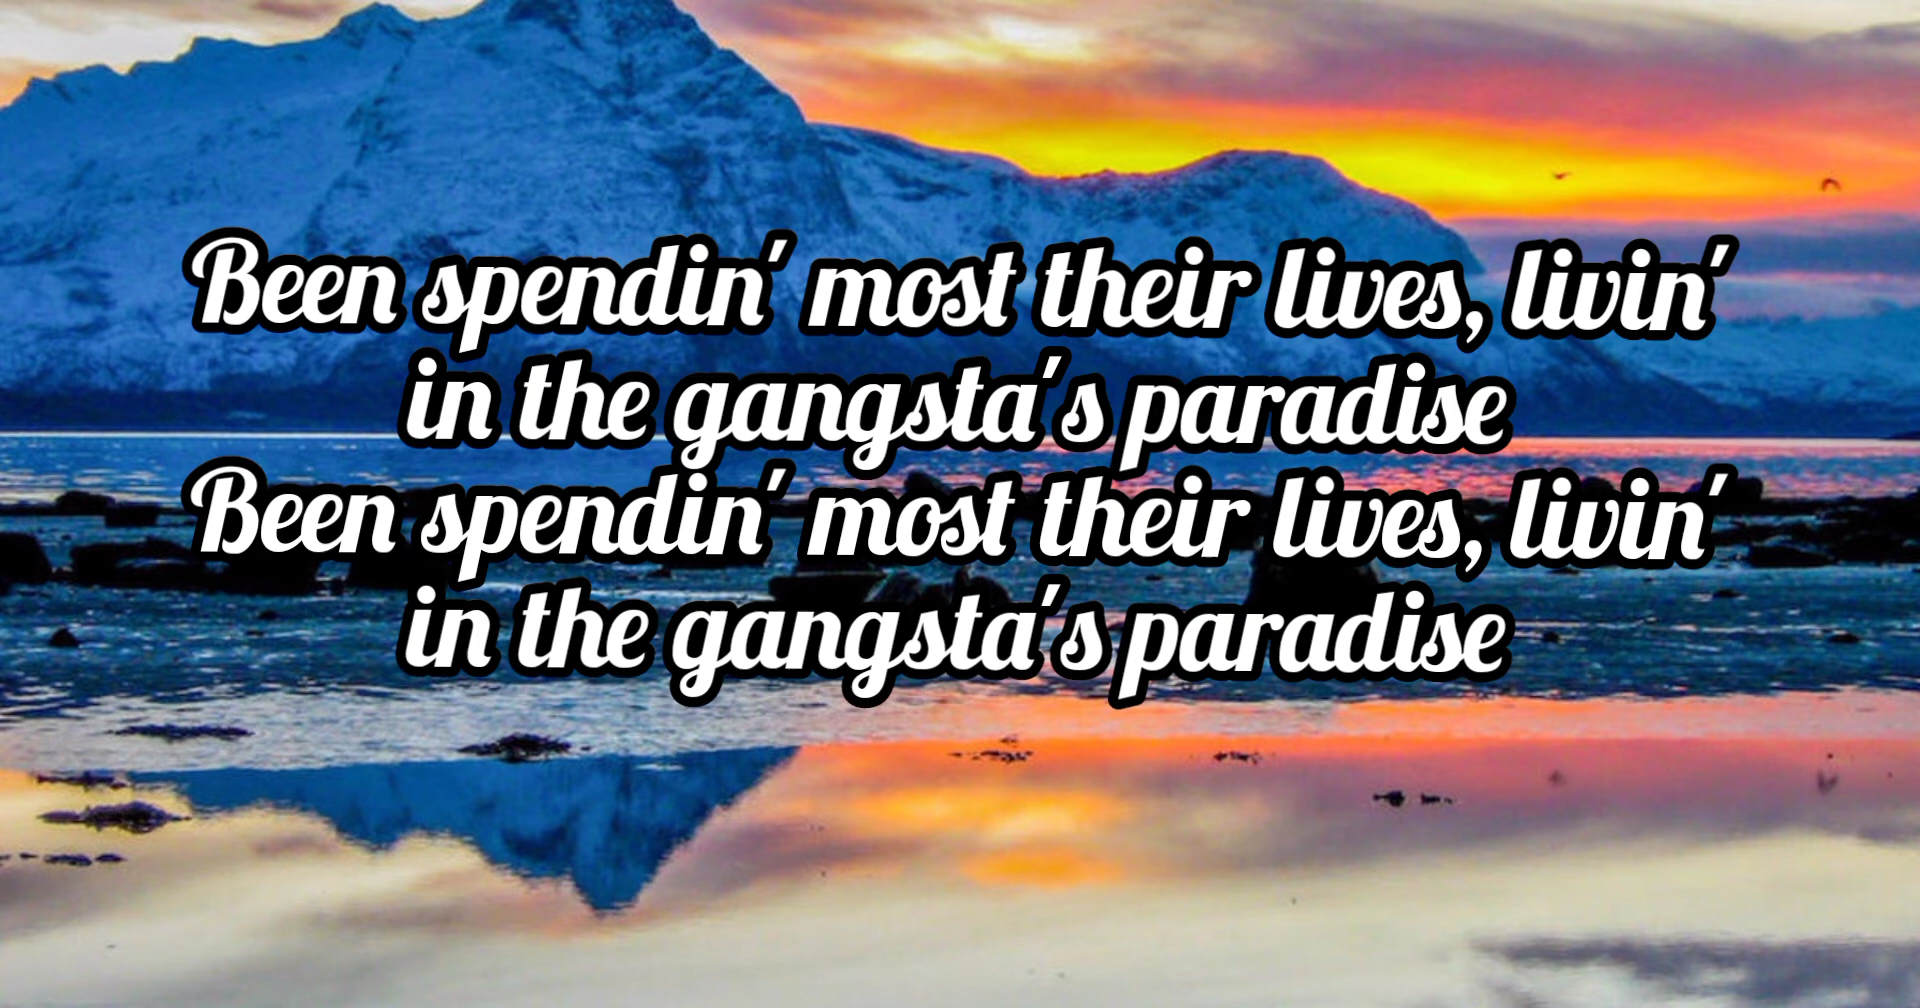 Been spendin' most their lives, livin'
in the gangsta's paradise
Been spendin' most their lives, livin'
in the gangsta's paradise